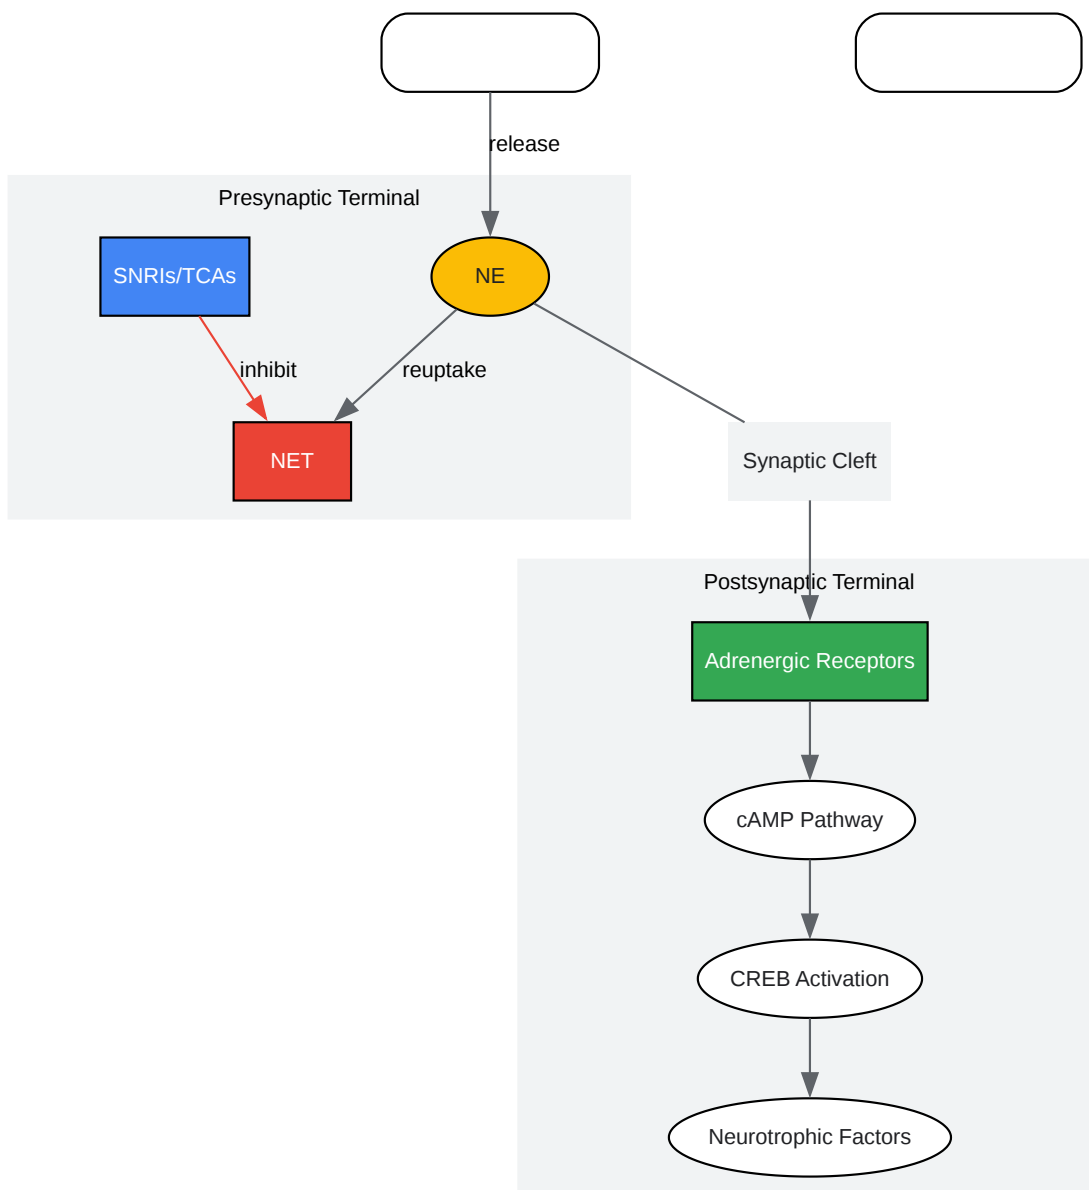 release
Presynaptic Terminal
SNRIs/TCAs
NE
inhibit
reuptake
NET
Synaptic Cleft
Postsynaptic Terminal
Adrenergic Receptors
cAMP Pathway
CREB Activation
Neurotrophic Factors